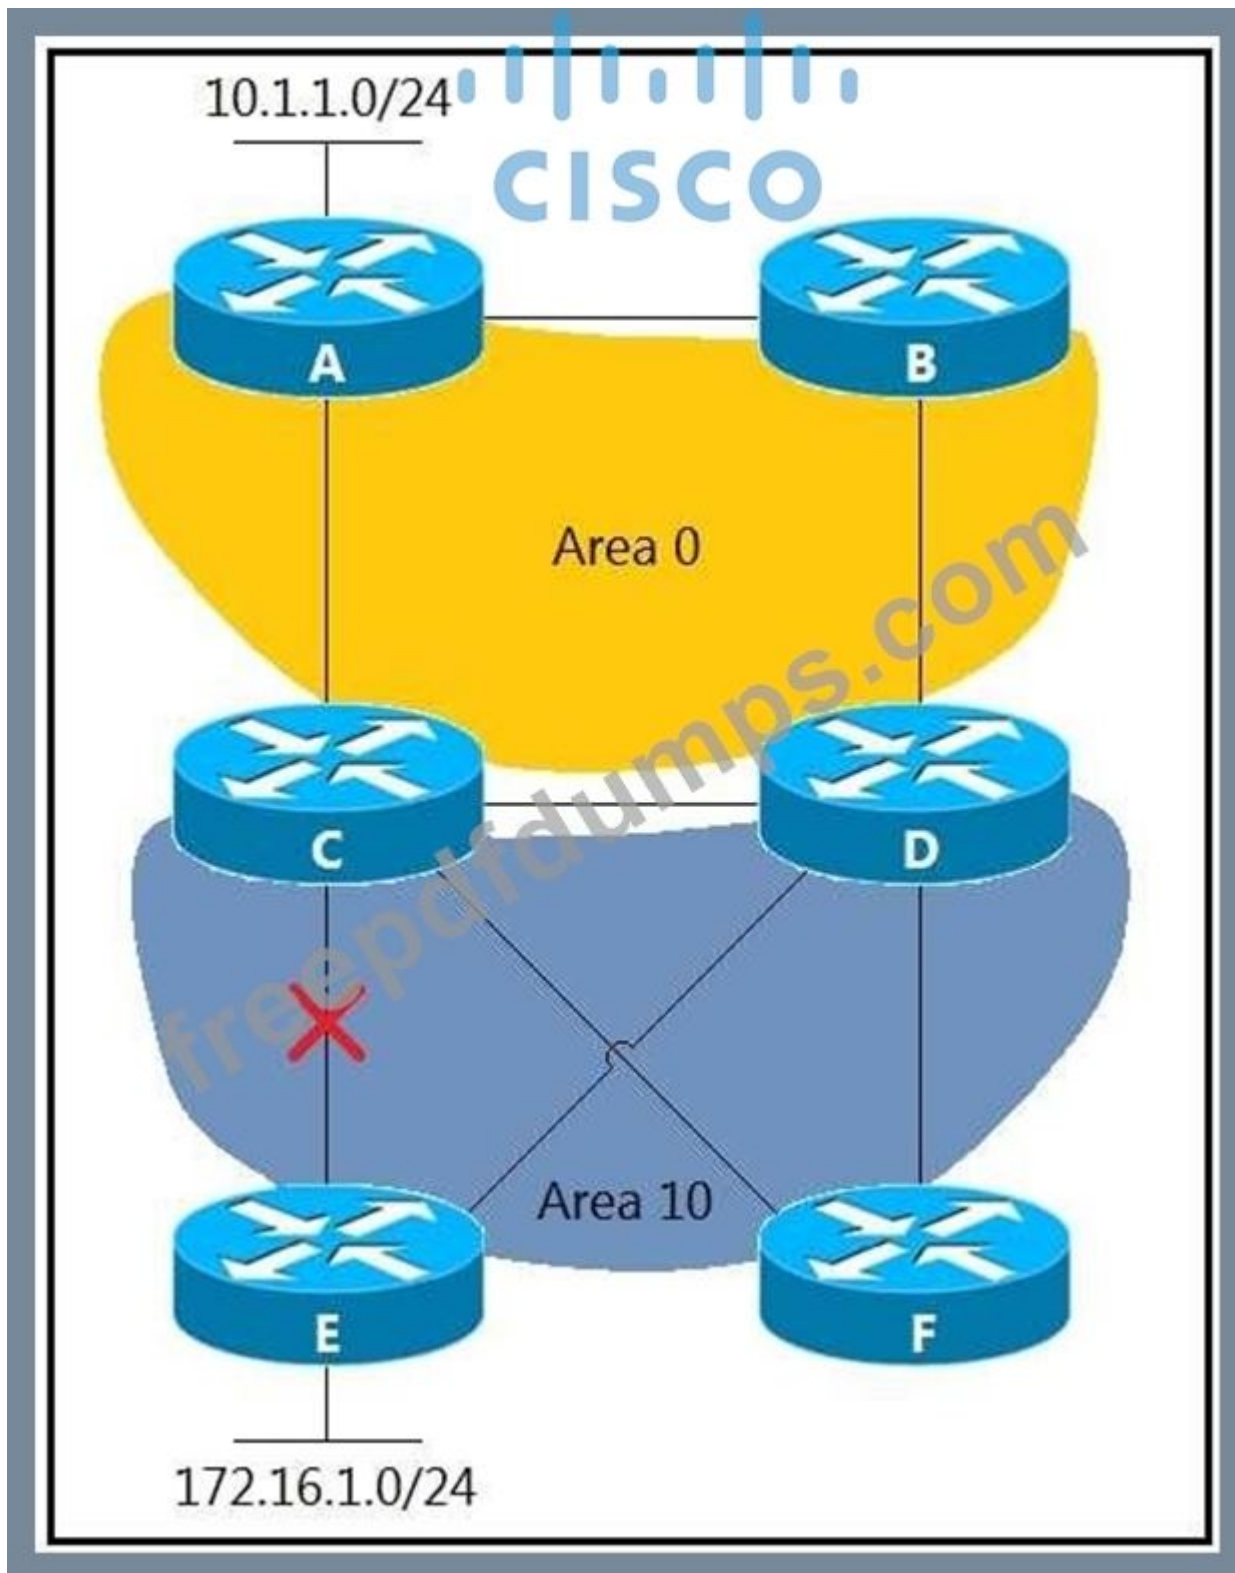 10.1.1.0/24
CISCO
A
B
Area 0
freepdfdumps.com
C
D
Area 10
E
F
172.16.1.0/24